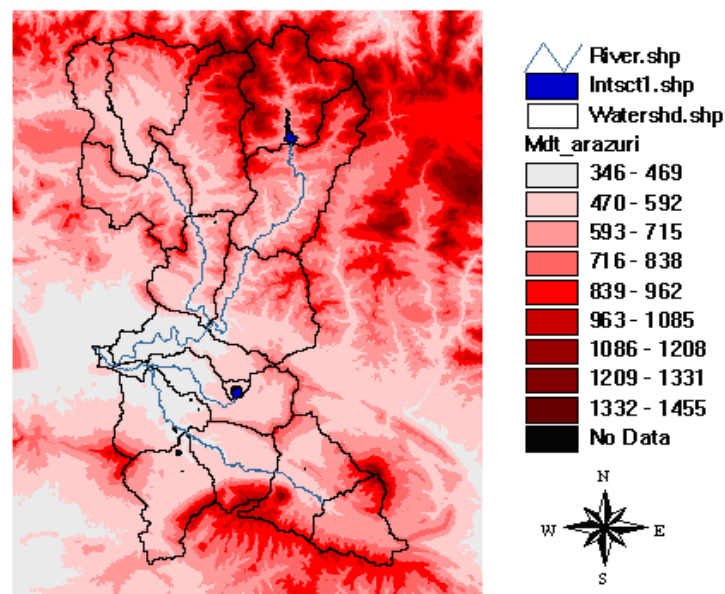 River.shp
Intsct1.shp
Watershd.shp
Mdt_arazuri
346 - 469
470 - 592
593 - 715
716 - 838
839 - 962
963 - 1085
1086 - 1208
1209 - 1331
1332 - 1455
No Data
N
W E
S